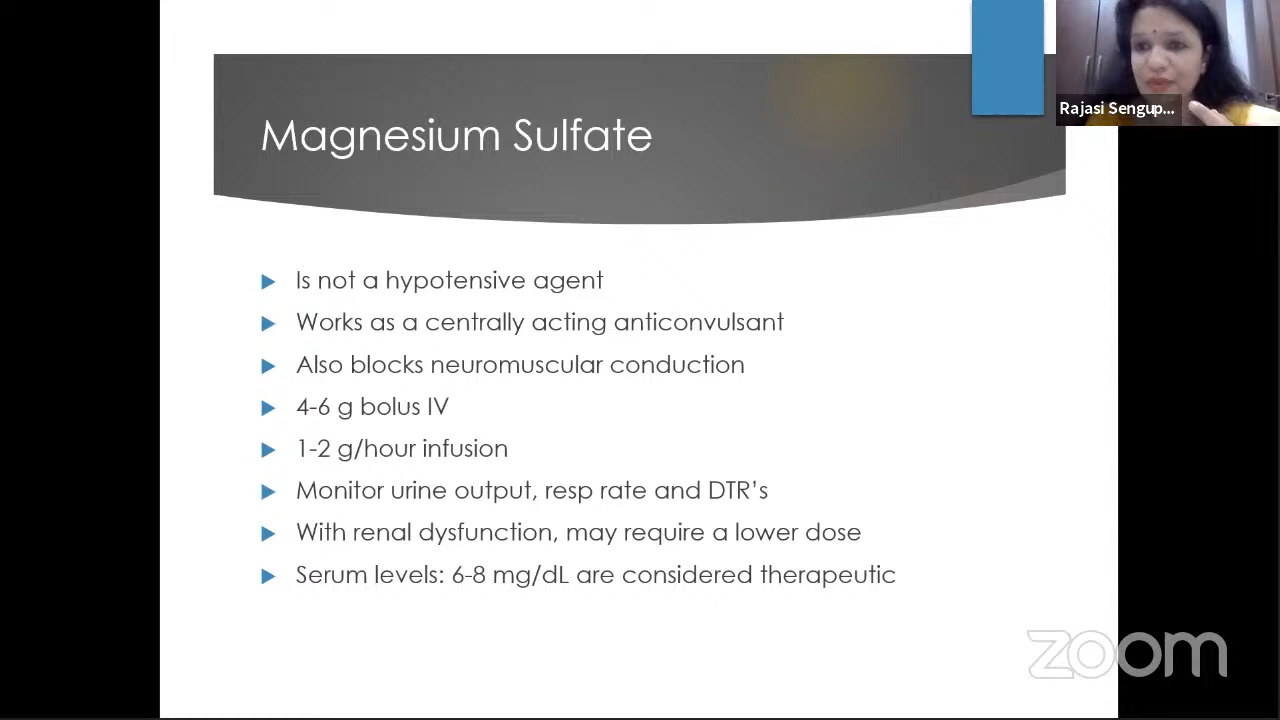 Rajasi Sengup...
Magnesium Sulfate
Is not a hypotensive agent
Works as a centrally acting anticonvulsant
Also blocks neuromuscular conduction
4-6 g bolus IV
1-2 g/hour infusion
Monitor urine output, resp rate and DTR’s
With renal dysfunction, may require a lower dose
Serum levels: 6-8 mg/dL are considered therapeutic
zoom